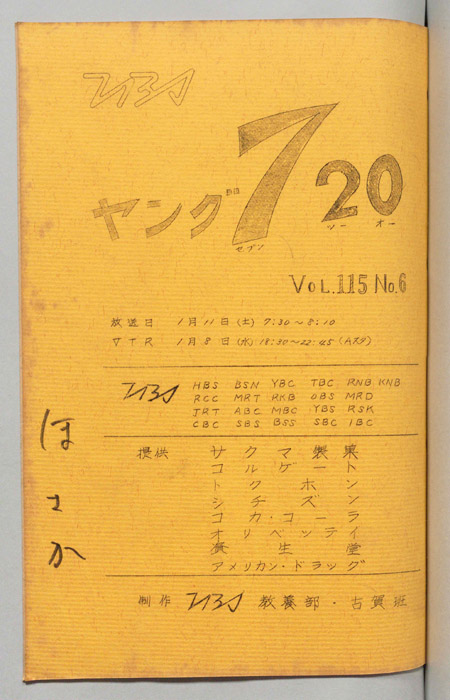 TBS
ヤング720
セブン ツー オー
VOL.115 No.6
放送日 1月11日(土) 7:30~8:10
VTR 1月8日(水) 18:30~22:45 (Aスタ)
TBS HBS BSN YBC TBC RNB KNB
RCC MRT RKB OBS MRO
JRT ABC MBC YBS RSK
CBC SBS BSS SBC IBC
提供 サクマ製菓
コルゲート
トクホン
シチズン
コカ・コーラ
オリベッティ
資生堂
アメリカン・ドラッグ
制作 TBS 教養部・古賀班